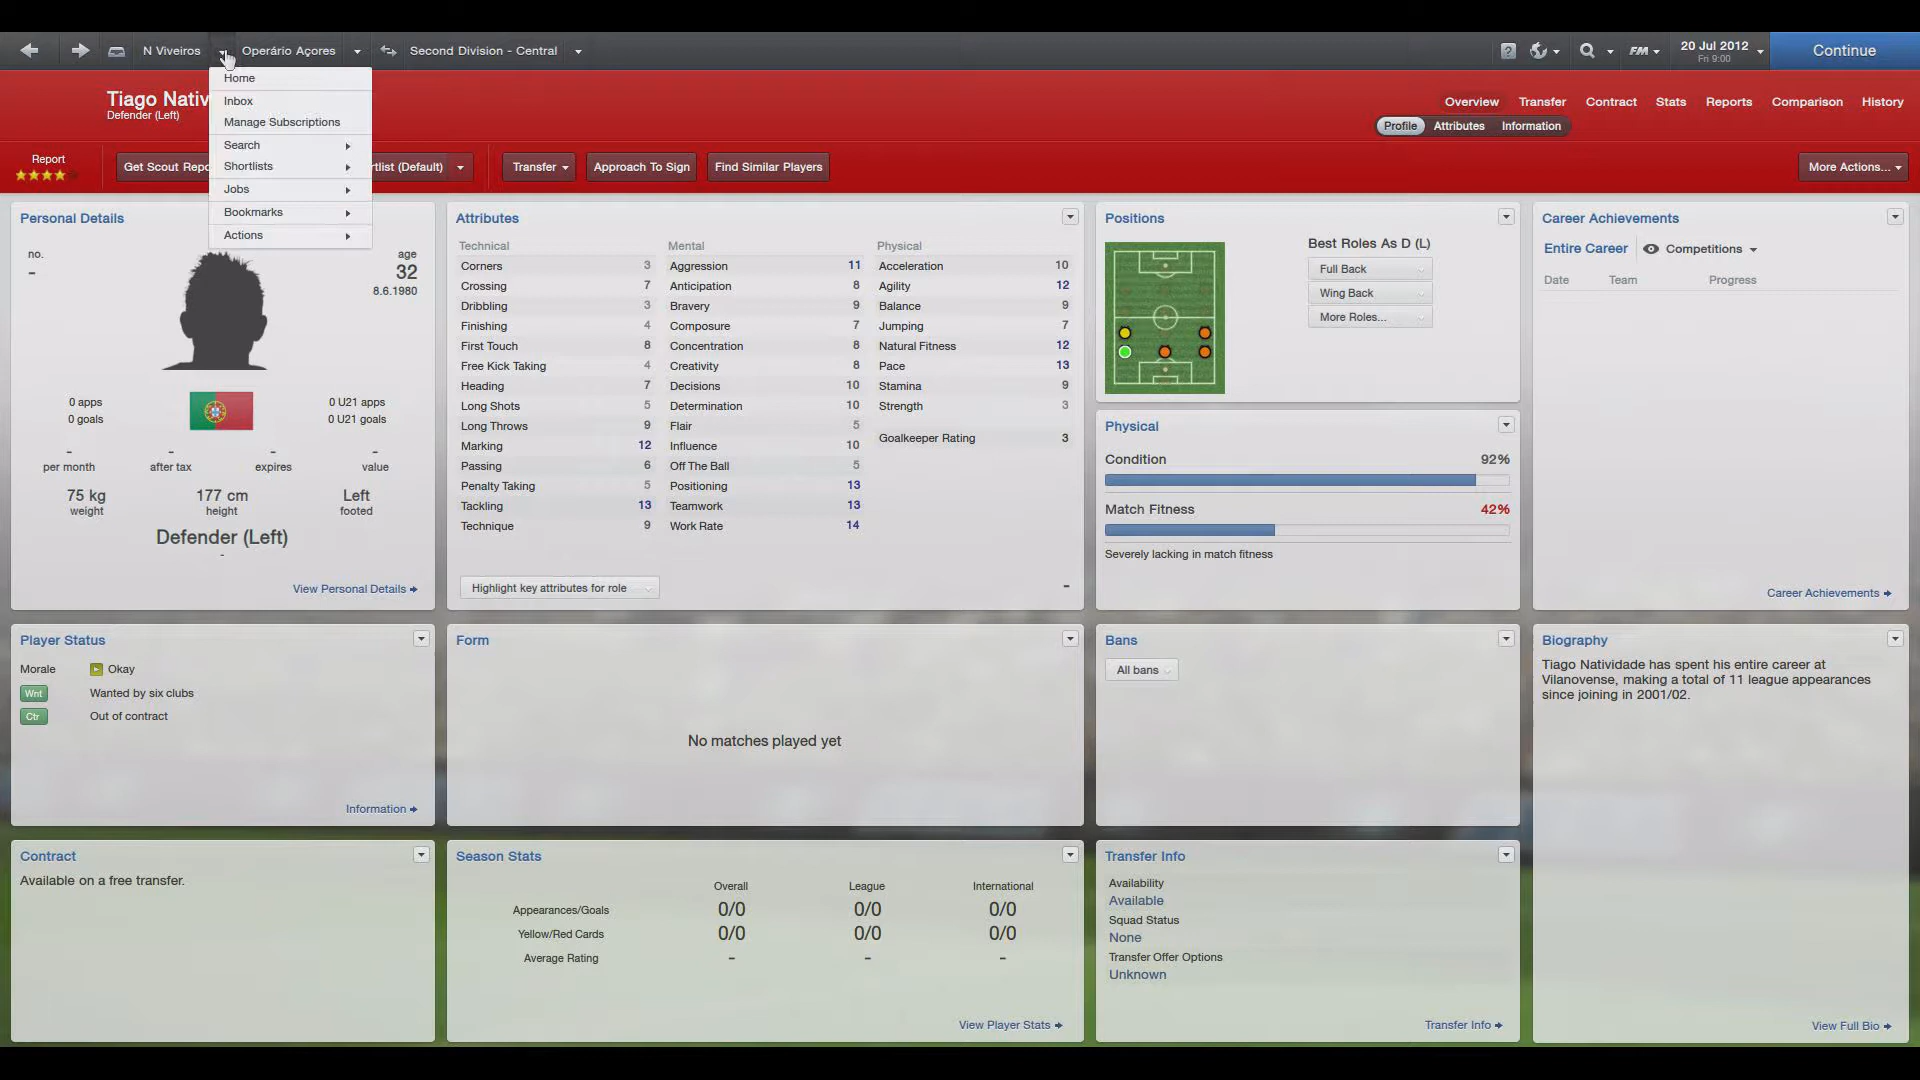 N Viveiros Operário Açores Second Division - Central ? FM 20 Jul 2012 Fri 9:00 Continue
Home
Inbox
Manage Subscriptions
Search
Shortlists
Jobs
Bookmarks
Actions
Tiago Nativ
Defender (Left)
Overview Transfer Contract Stats Reports Comparison History
Profile Attributes Information
Report
Get Scout Repo rtlist (Default) Transfer Approach To Sign Find Similar Players More Actions...
Personal Details
no.
-
age
32
8.6.1980
0 apps
0 goals
0 U21 apps
0 U21 goals
- - - -
per month after tax expires value
75 kg 177 cm Left
weight height footed
Defender (Left)
-
View Personal Details
Attributes
Technical Mental Physical
Corners 3 Aggression 11 Acceleration 10
Crossing 7 Anticipation 8 Agility 12
Dribbling 3 Bravery 9 Balance 9
Finishing 4 Composure 7 Jumping 7
First Touch 8 Concentration 8 Natural Fitness 12
Free Kick Taking 4 Creativity 8 Pace 13
Heading 7 Decisions 10 Stamina 9
Long Shots 5 Determination 10 Strength 3
Long Throws 9 Flair 5
Marking 12 Influence 10 Goalkeeper Rating 3
Passing 6 Off The Ball 5
Penalty Taking 5 Positioning 13
Tackling 13 Teamwork 13
Technique 9 Work Rate 14
Highlight key attributes for role -
Positions
Best Roles As D (L)
Full Back
Wing Back
More Roles...
Physical
Condition 92%
Match Fitness 42%
Severely lacking in match fitness
Career Achievements
Entire Career Competitions
Date Team Progress
Career Achievements
Player Status
Morale Okay
Wnt Wanted by six clubs
Ctr Out of contract
Information
Form
No matches played yet
Bans
All bans
Biography
Tiago Natividade has spent his entire career at
Vilanovense, making a total of 11 league appearances
since joining in 2001/02.
View Full Bio
Contract
Available on a free transfer.
Season Stats
Overall League International
Appearances/Goals 0/0 0/0 0/0
Yellow/Red Cards 0/0 0/0 0/0
Average Rating - - -
View Player Stats
Transfer Info
Availability
Available
Squad Status
None
Transfer Offer Options
Unknown
Transfer Info